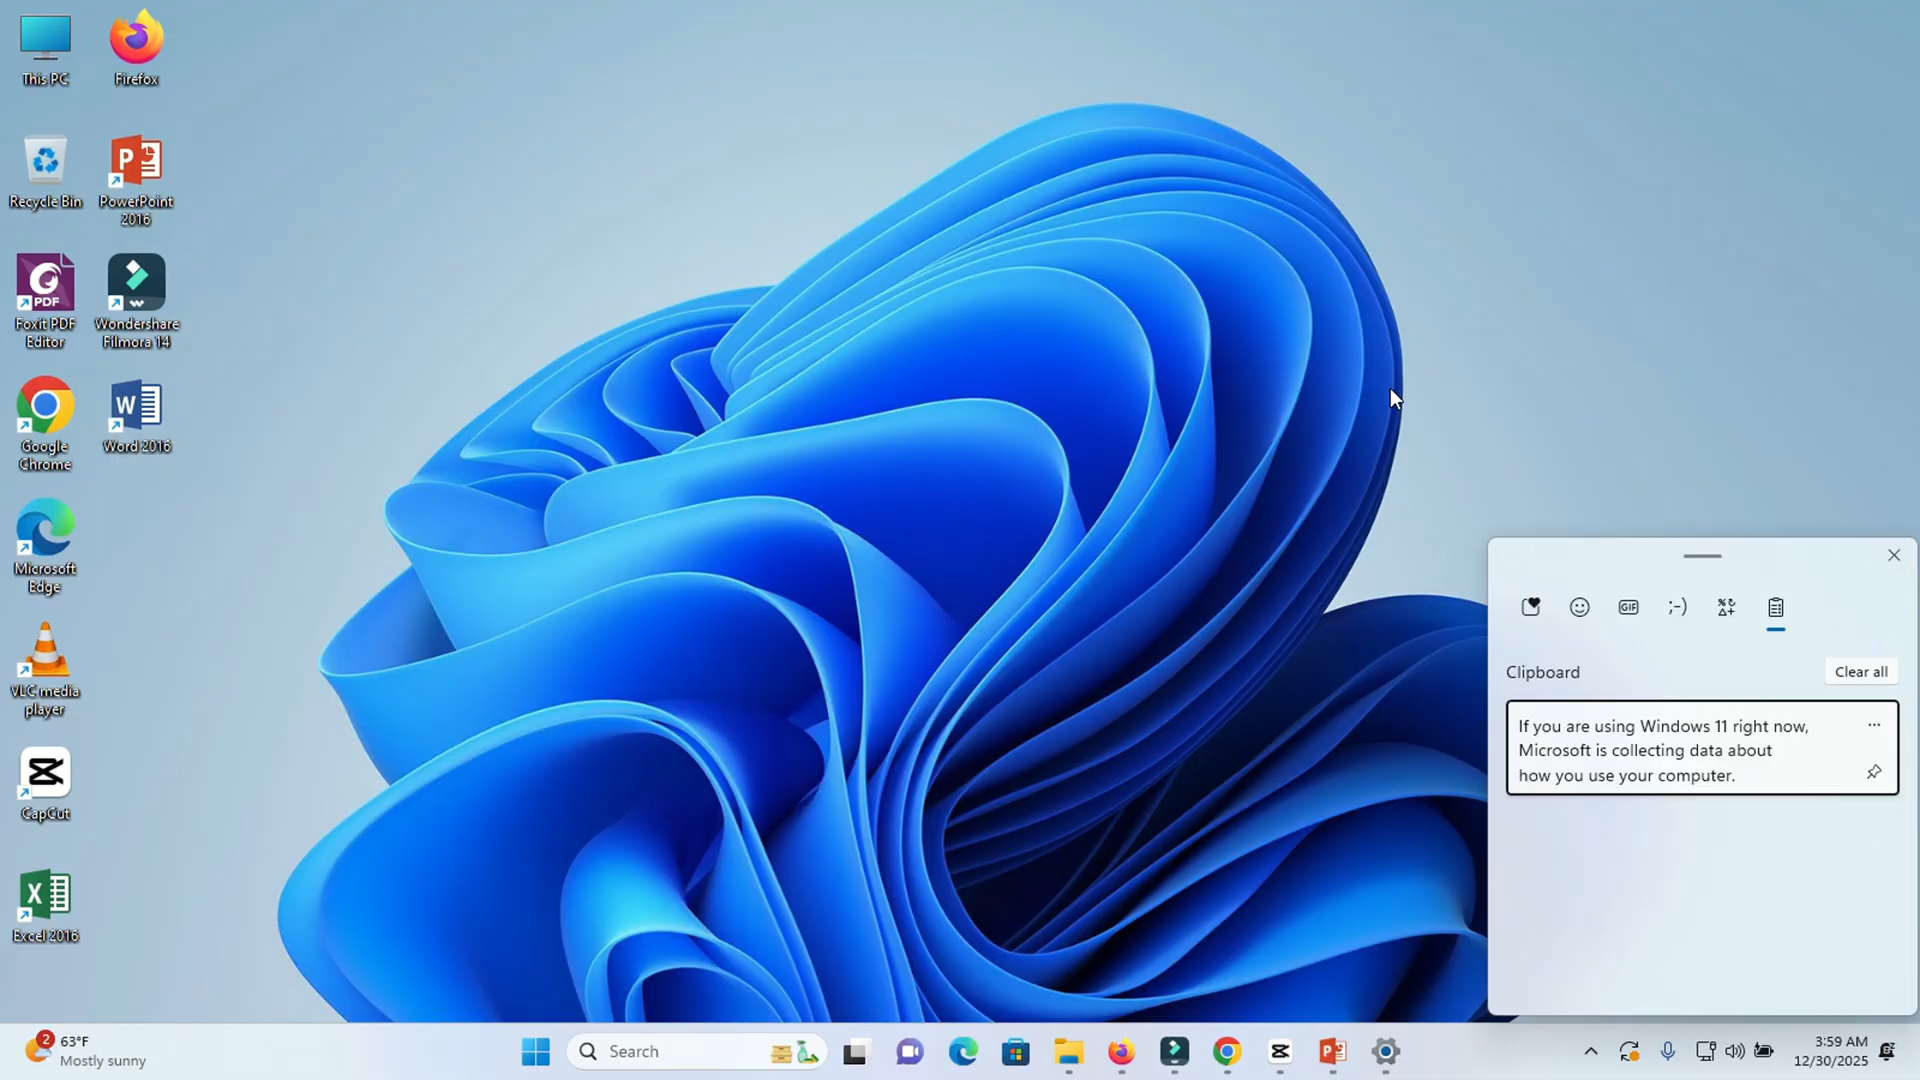 This PC
Firefox
Recycle Bin
PowerPoint
2016
Foxit PDF
Editor
Wondershare
Filmora 14
Google
Chrome
Word 2016
Microsoft
Edge
VLC media
player
CapCut
Excel 2016
GIF
Clipboard
Clear all
If you are using Windows 11 right now,
Microsoft is collecting data about
how you use your computer.
2
63°F
Mostly sunny
Search
3:59 AM
12/30/2025